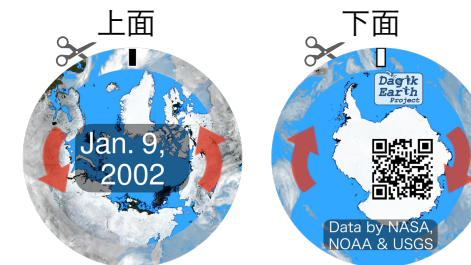 上面
下面
Jan. 9,
2002
Dagik
Earth
Project
Data by NASA,
NOAA & USGS